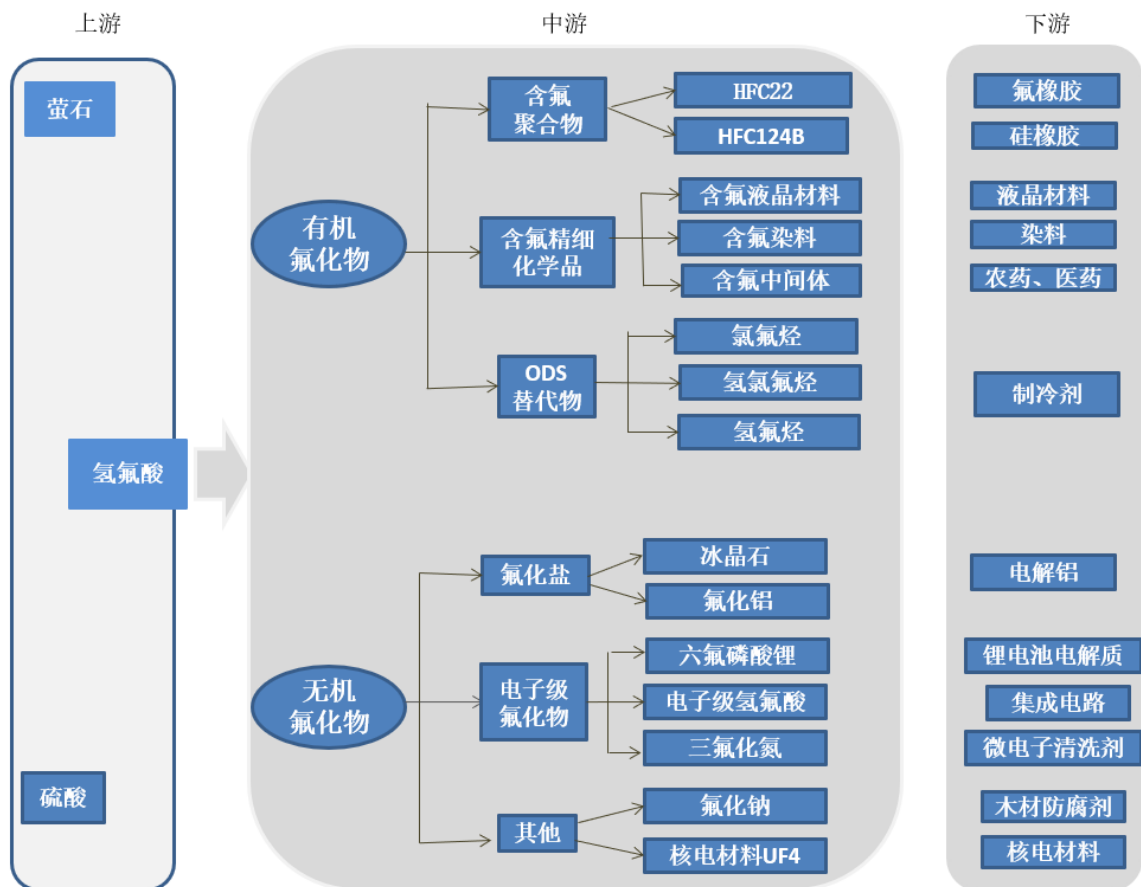 上游
中游
下游
萤石
氢氟酸
硫酸
有机
氟化物
含氟
聚合物
HFC22
HFC124B
含氟精细
化学品
含氟液晶材料
含氟染料
含氟中间体
ODS
替代物
氯氟烃
氢氯氟烃
氢氟烃
无机
氟化物
氟化盐
冰晶石
氟化铝
电子级
氟化物
六氟磷酸锂
电子级氢氟酸
三氟化氮
其他
氟化钠
核电材料UF4
氟橡胶
硅橡胶
液晶材料
染料
农药、医药
制冷剂
电解铝
锂电池电解质
集成电路
微电子清洗剂
木材防腐剂
核电材料